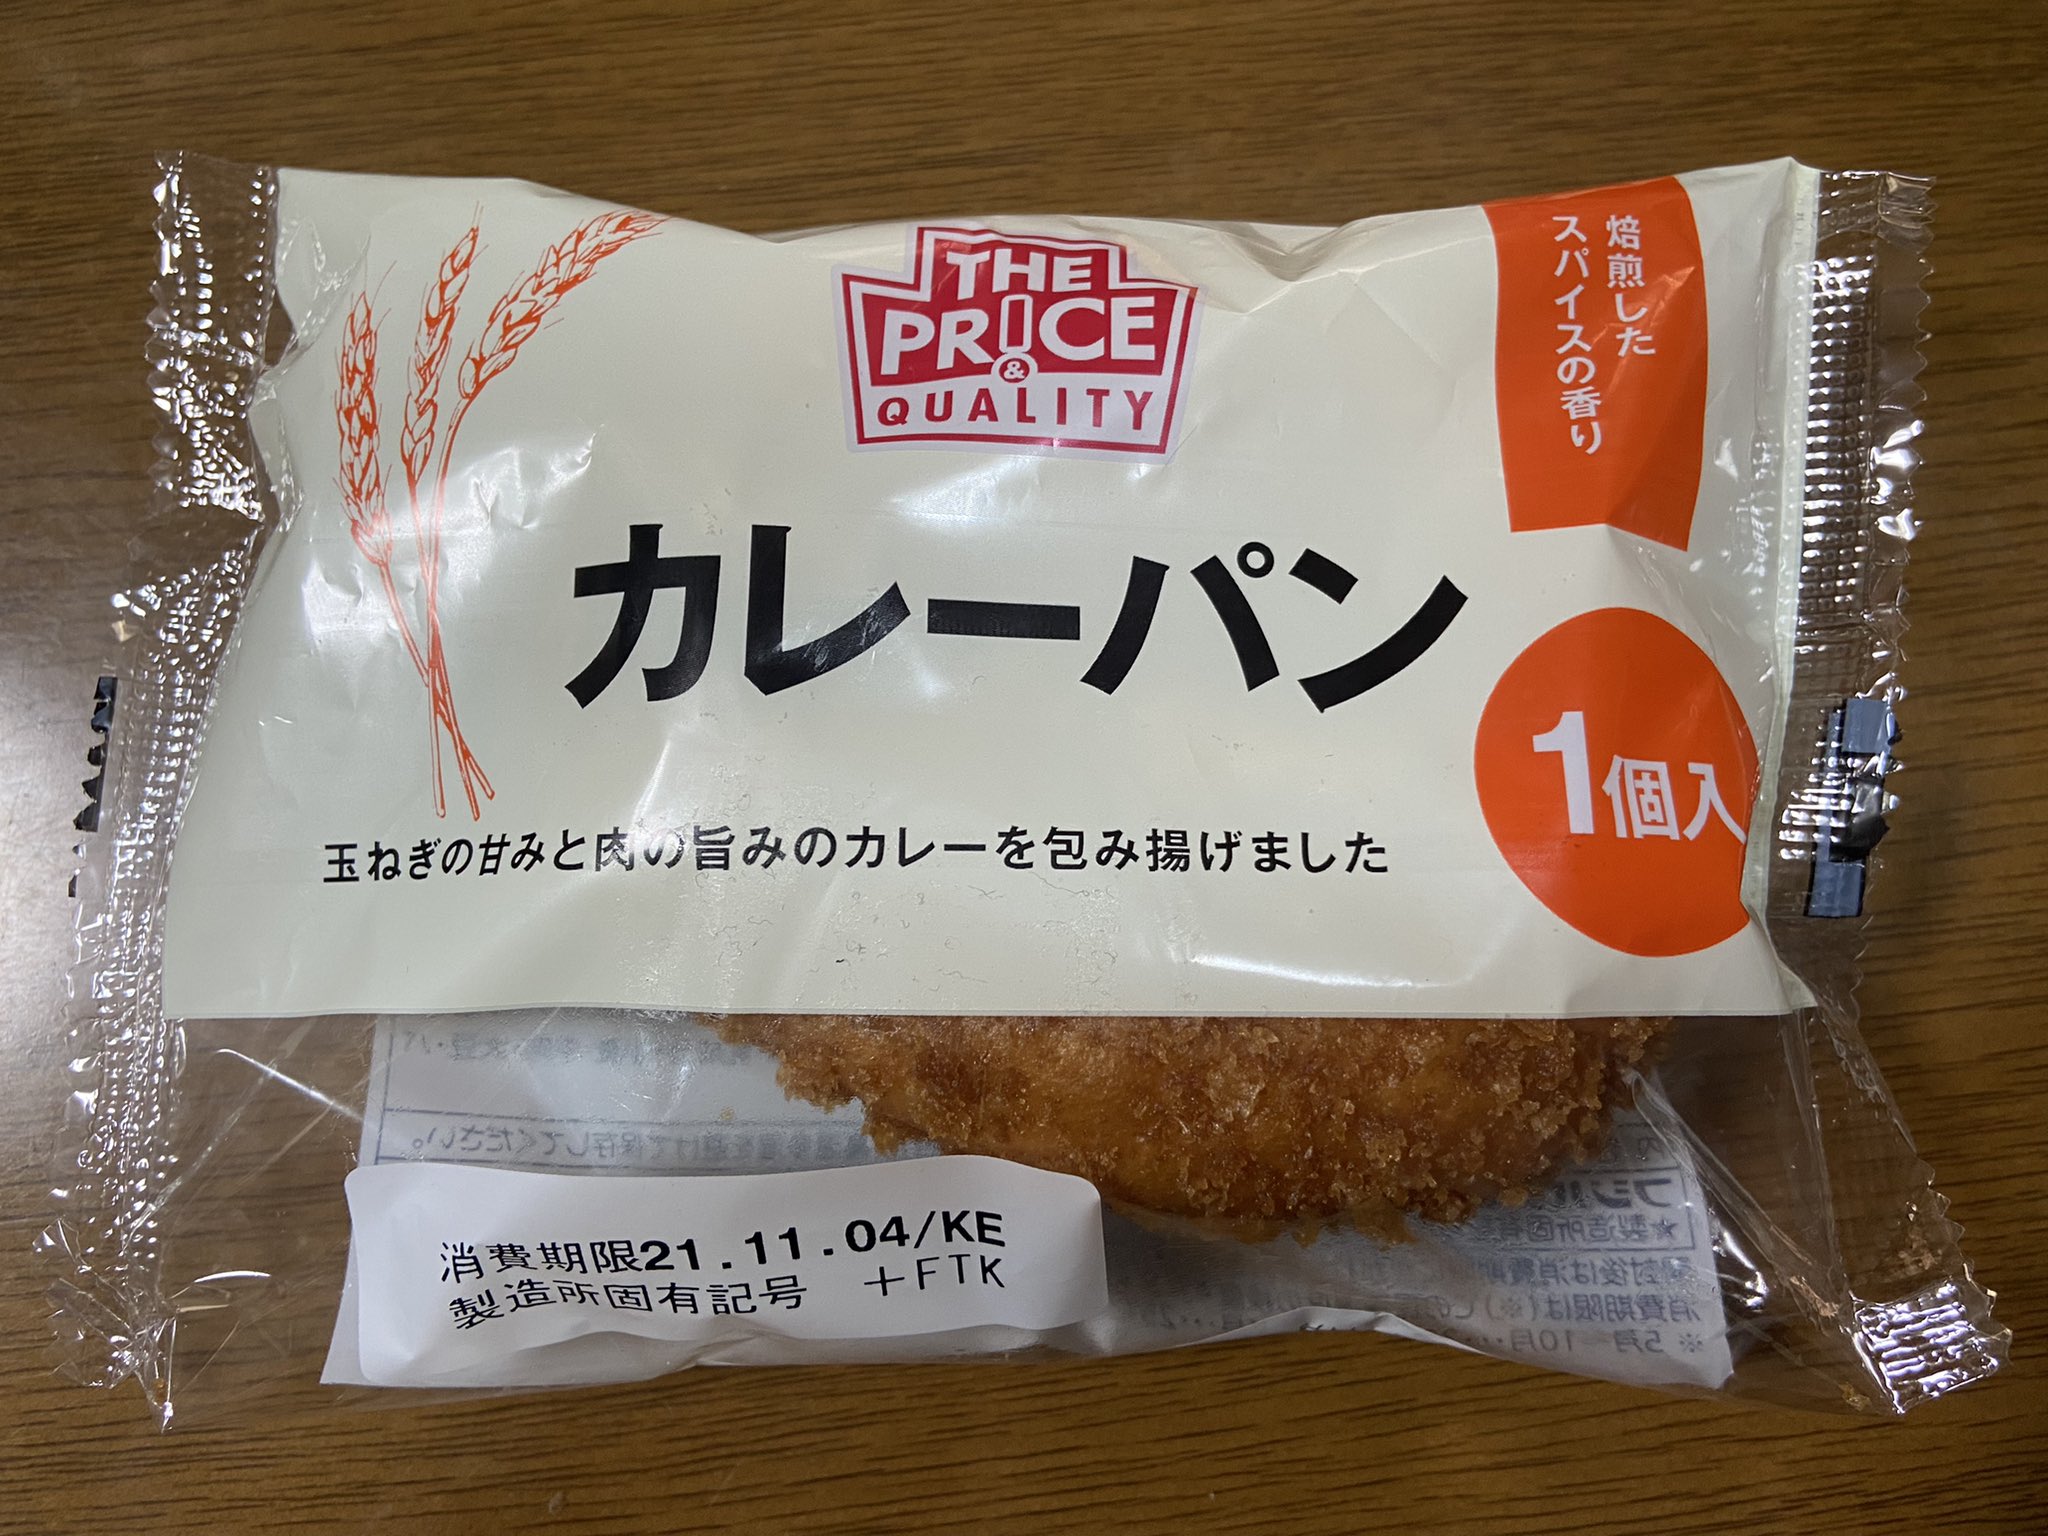 THE
PRICE
&
QUALITY
焙煎した
スパイスの香り
カレーパン
1個入
玉ねぎの甘みと肉の旨みのカレーを包み揚げました
消費期限21.11.04/KE
製造所固有記号 +FTK